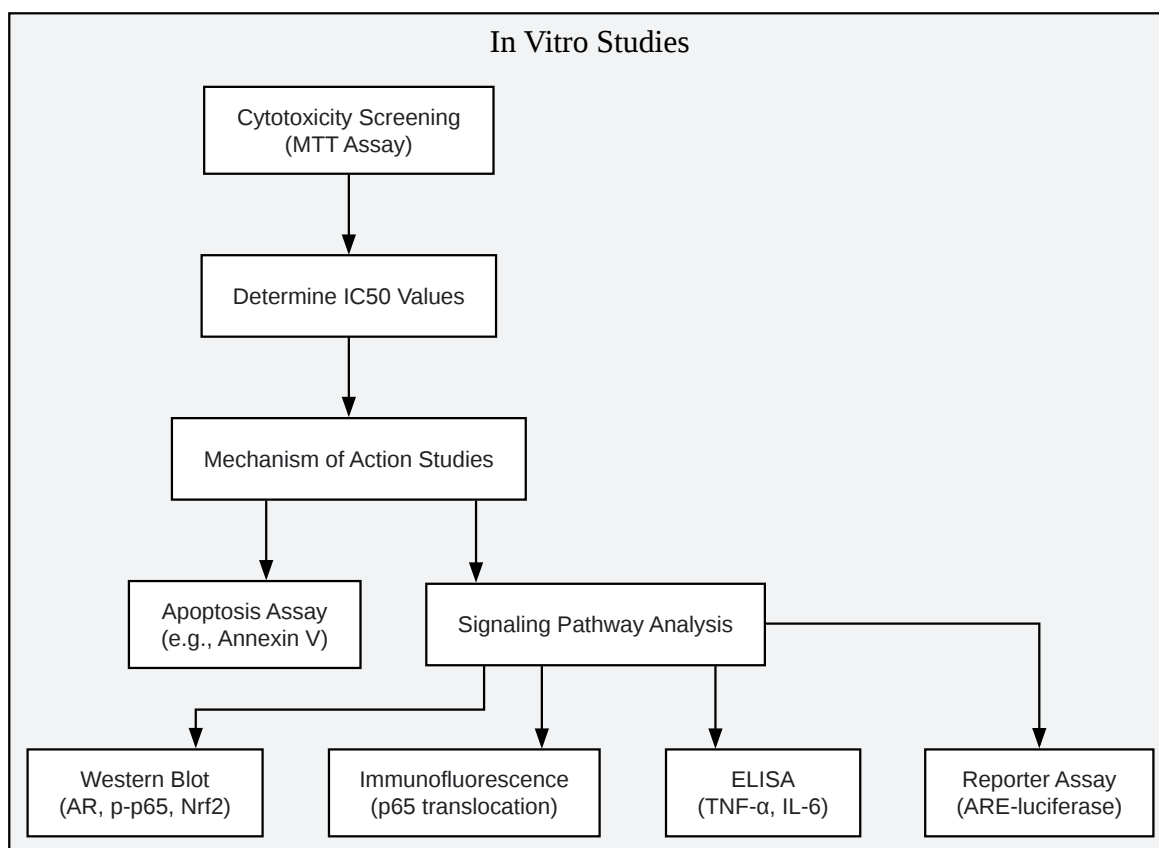 In Vitro Studies
Cytotoxicity Screening
(MTT Assay)
Determine IC50 Values
Mechanism of Action Studies
Apoptosis Assay
(e.g., Annexin V)
Signaling Pathway Analysis
Western Blot
(AR, p-p65, Nrf2)
Immunofluorescence
(p65 translocation)
ELISA
(TNF-α, IL-6)
Reporter Assay
(ARE-luciferase)